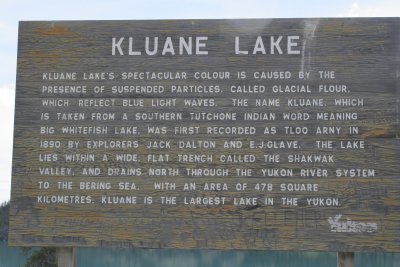 KLUANE LAKE
KLUANE LAKE'S SPECTACULAR COLOUR IS CAUSED BY THE
PRESENCE OF SUSPENDED PARTICLES, CALLED GLACIAL FLOUR,
WHICH REFLECT BLUE LIGHT WAVES. THE NAME KLUANE, WHICH
IS TAKEN FROM A SOUTHERN TUTCHONE INDIAN WORD MEANING
BIG WHITEFISH LAKE, WAS FIRST RECORDED AS TLOO ARNY IN
1890 BY EXPLORERS JACK DALTON AND E.J.GLAVE. THE LAKE
LIES WITHIN A WIDE, FLAT TRENCH CALLED THE SHAKWAK
VALLEY, AND DRAINS NORTH THROUGH THE YUKON RIVER SYSTEM
TO THE BERING SEA. WITH AN AREA OF 478 SQUARE
KILOMETRES, KLUANE IS THE LARGEST LAKE IN THE YUKON.
Yukon